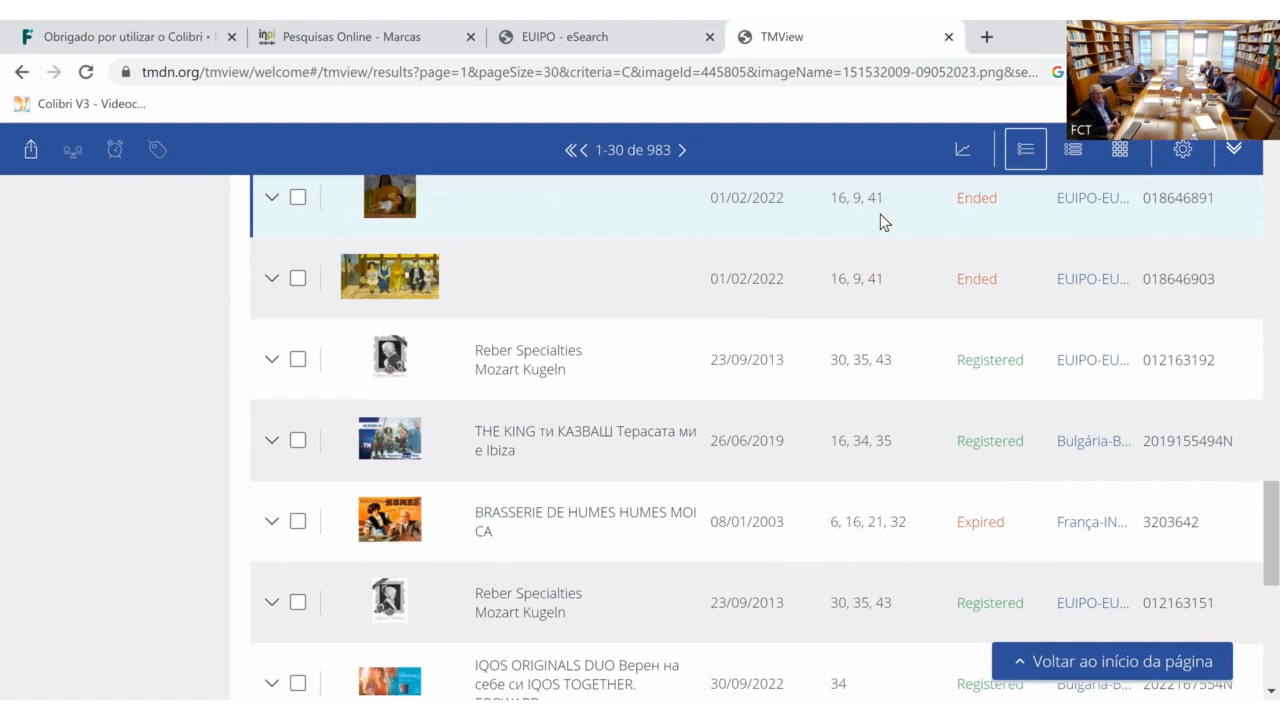 Obrigado por utilizar o Colibri •
Pesquisas Online - Marcas
EUIPO - eSearch
TMView
tmdn.org/tmview/welcome#/tmview/results?page=1&pageSize=30&criteria=C&imageId=445805&imageName=151532009-09052023.png&se...
Colibri V3 - Videoc...
FCT
1-30 de 983
01/02/2022 16, 9, 41 Ended EUIPO-EU... 018646891
01/02/2022 16, 9, 41 Ended EUIPO-EU... 018646903
Reber Specialties
Mozart Kugeln
23/09/2013 30, 35, 43 Registered EUIPO-EU... 012163192
THE KING ти КАЗВАШ Терасата ми
е Ibiza
26/06/2019 16, 34, 35 Registered Bulgária-B... 2019155494N
BRASSERIE DE HUMES HUMES MOI
CA
08/01/2003 6, 16, 21, 32 Expired França-IN... 3203642
Reber Specialties
Mozart Kugeln
23/09/2013 30, 35, 43 Registered EUIPO-EU... 012163151
IQOS ORIGINALS DUO Верен на
себе си IQOS TOGETHER.
FORWARD
30/09/2022 34 Registered Bulgária-B... 2022167554N
Voltar ao início da página